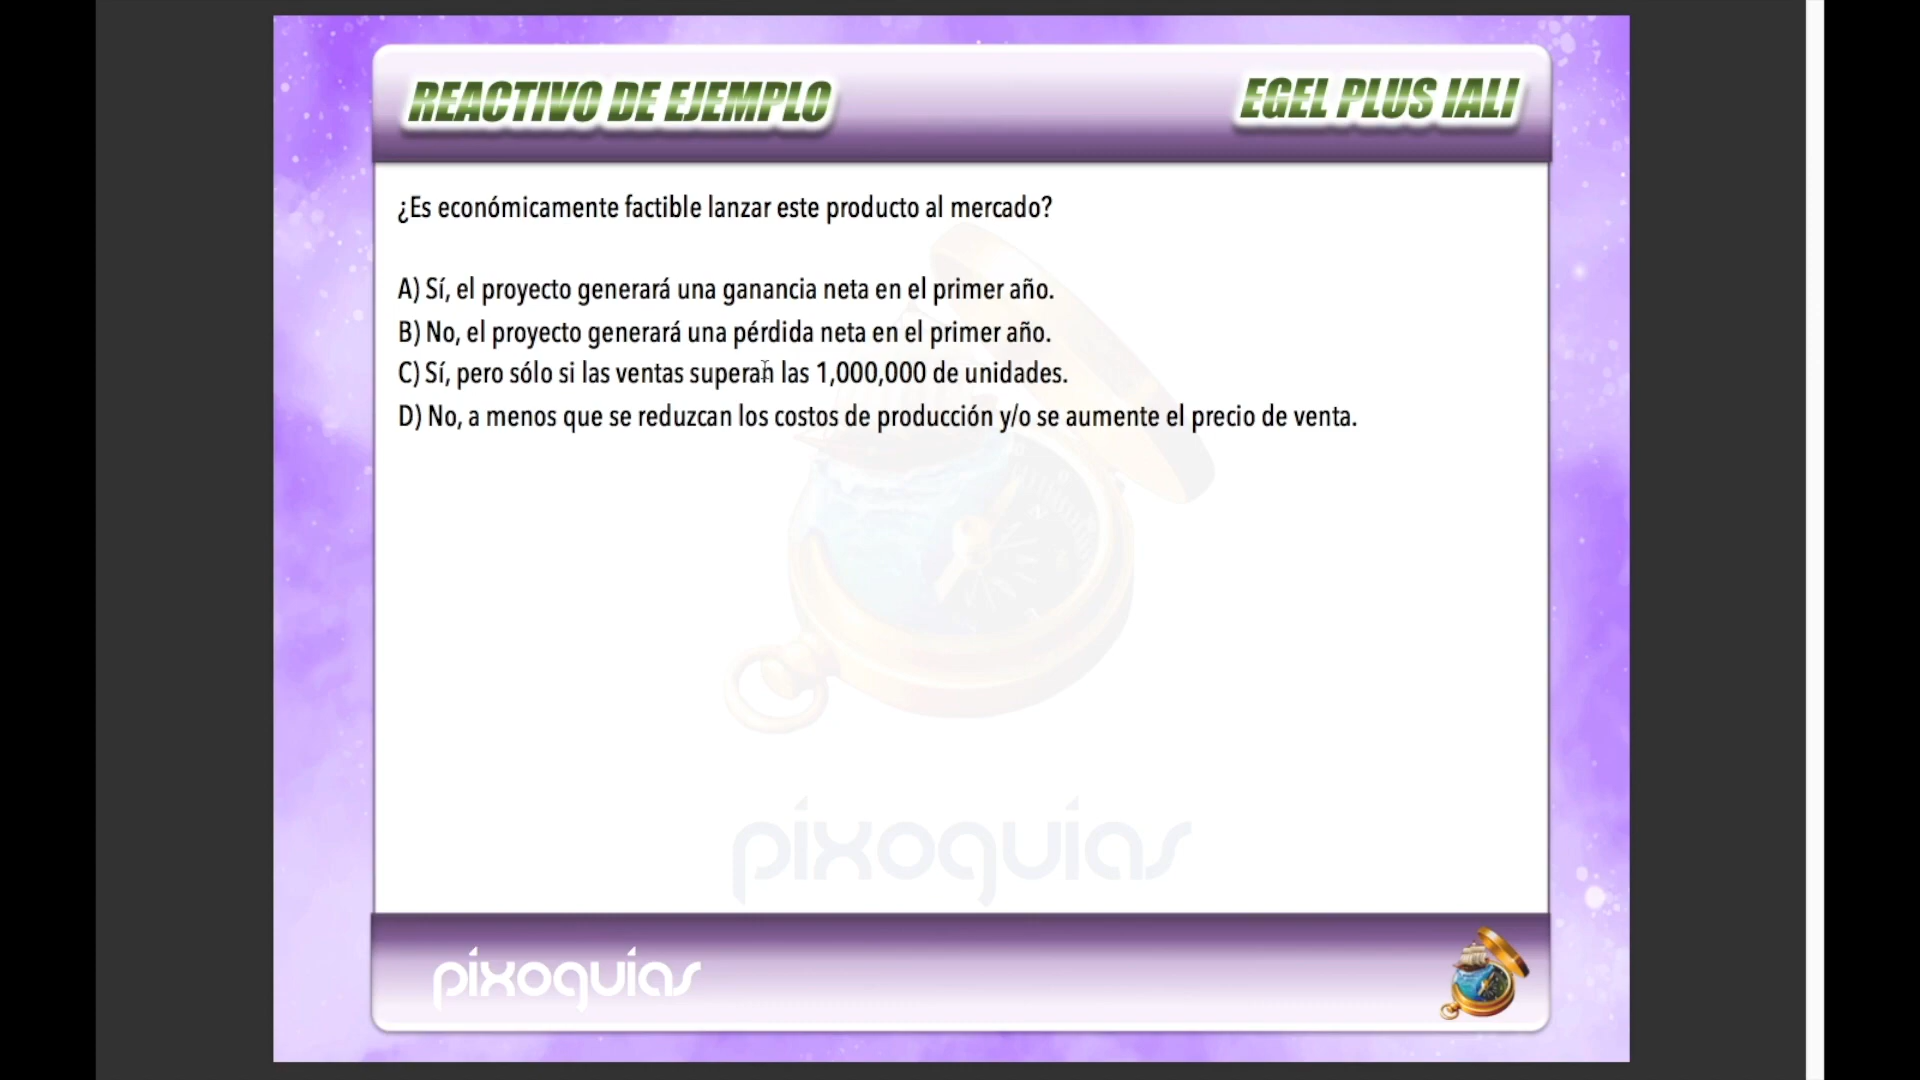 REACTIVO DE EJEMPLO
EGEL PLUS IALI
¿Es económicamente factible lanzar este producto al mercado?
A) Sí, el proyecto generará una ganancia neta en el primer año.
B) No, el proyecto generará una pérdida neta en el primer año.
C) Sí, pero sólo si las ventas superan las 1,000,000 de unidades.
D) No, a menos que se reduzcan los costos de producción y/o se aumente el precio de venta.
pixoguías
pixoguías